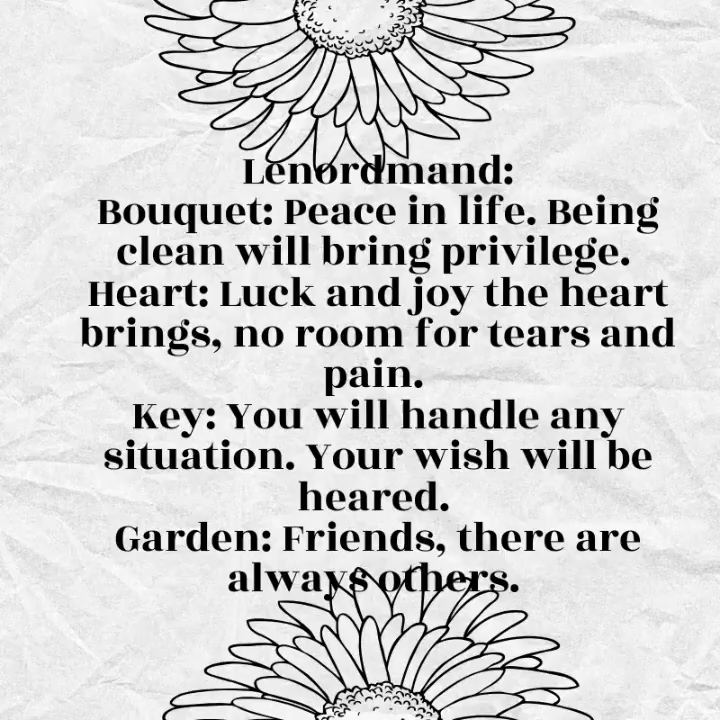 Lenordmand:
Bouquet: Peace in life. Being
clean will bring privilege.
Heart: Luck and joy the heart
brings, no room for tears and
pain.
Key: You will handle any
situation. Your wish will be
heared.
Garden: Friends, there are
always others.